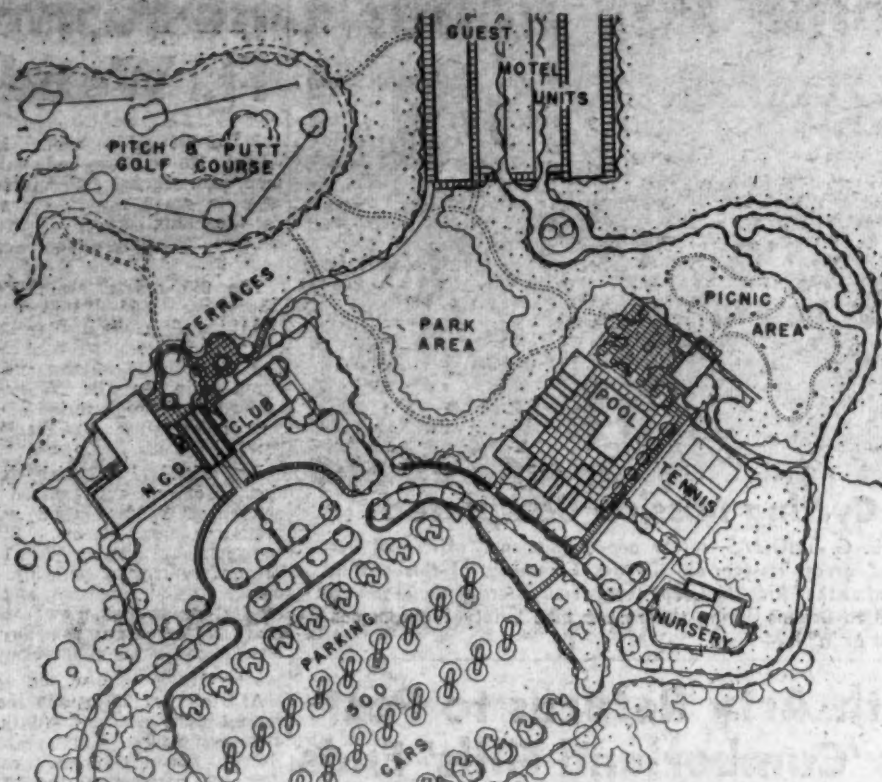 GUEST
MOTEL
UNITS
PITCH & PUTT
GOLF COURSE
TERRACES
PICNIC
AREA
PARK
AREA
N.C.O. CLUB
POOL
TENNIS
NURSERY
PARKING
500
CARS